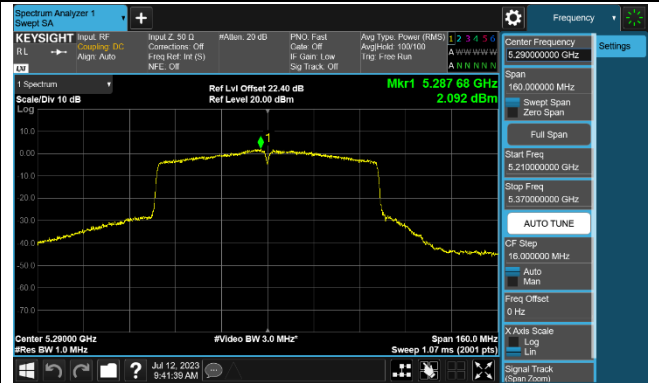 Spectrum Analyzer 1
Swept SA
+
Frequency
KEYSIGHT
RL
LXI
Input: RF
Coupling: DC
Align: Auto
Input Z: 50 Ω
Corrections: Off
Freq Ref: Int (S)
NFE: Off
#Atten: 20 dB
PNO: Fast
Gate: Off
IF Gain: Low
Sig Track: Off
Avg Type: Power (RMS)
Avg|Hold: 100/100
Trig: Free Run
1 2 3 4 5 6
A W W W W W
A N N N N N
1 Spectrum
Scale/Div 10 dB
Log
Ref Lvl Offset 22.40 dB
Ref Level 20.00 dBm
Mkr1 5.287 68 GHz
2.092 dBm
10.0
0.00
-10.0
-20.0
-30.0
-40.0
-50.0
-60.0
-70.0
1
Center 5.29000 GHz
#Res BW 1.0 MHz
#Video BW 3.0 MHz*
Span 160.0 MHz
Sweep 1.07 ms (2001 pts)
Jul 12, 2023
9:41:39 AM
?
Center Frequency
5.290000000 GHz
Settings
Span
160.000000 MHz
Swept Span
Zero Span
Full Span
Start Freq
5.210000000 GHz
Stop Freq
5.370000000 GHz
AUTO TUNE
CF Step
16.000000 MHz
Auto
Man
Freq Offset
0 Hz
X Axis Scale
Log
Lin
Signal Track
(Span Zoom)